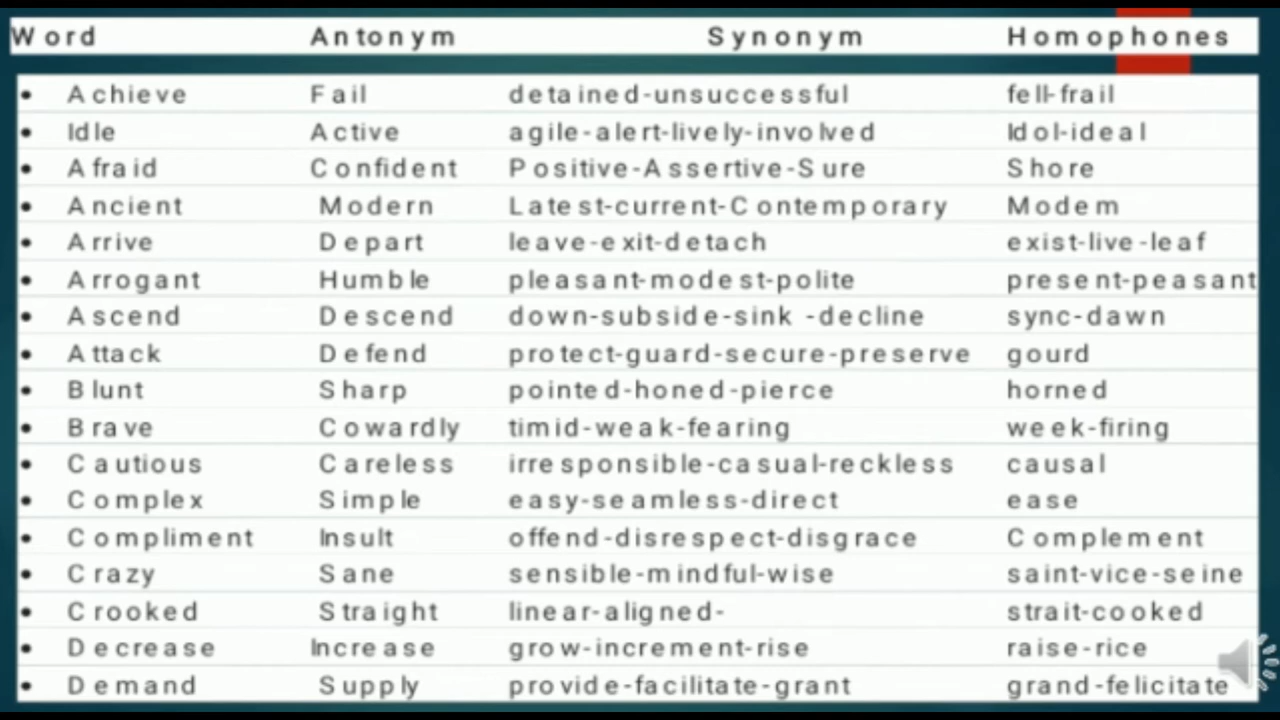 Word Antonym Synonym Homophones
• Achieve Fail detained-unsuccessful fell-frail
• Idle Active agile-alert-lively-involved Idol-ideal
• Afraid Confident Positive-Assertive-Sure Shore
• Ancient Modern Latest-current-Contemporary Modem
• Arrive Depart leave-exit-detach exist-live-leaf
• Arrogant Humble pleasant-modest-polite present-peasant
• Ascend Descend down-subside-sink -decline sync-dawn
• Attack Defend protect-guard-secure-preserve gourd
• Blunt Sharp pointed-honed-pierce horned
• Brave Cowardly timid-weak-fearing week-firing
• Cautious Careless irresponsible-casual-reckless causal
• Complex Simple easy-seamless-direct ease
• Compliment Insult offend-disrespect-disgrace Complement
• Crazy Sane sensible-mindful-wise saint-vice-seine
• Crooked Straight linear-aligned- strait-cooked
• Decrease Increase grow-increment-rise raise-rice
• Demand Supply provide-facilitate-grant grand-felicitate